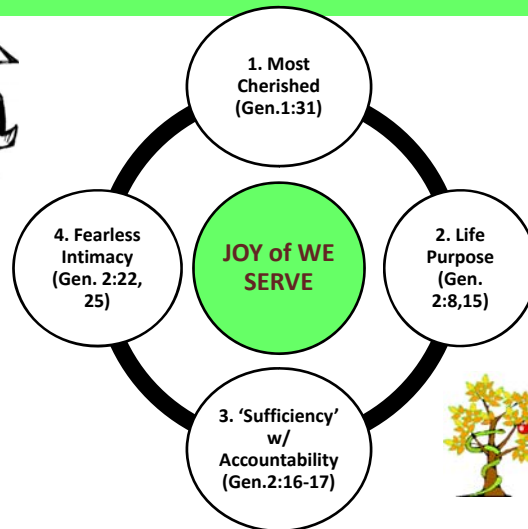 1. Most
Cherished
(Gen.1:31)
4. Fearless
Intimacy
(Gen. 2:22,
25)
JOY of WE
SERVE
2. Life
Purpose
(Gen.
2:8,15)
3. ‘Sufficiency’
w/
Accountability
(Gen.2:16-17)